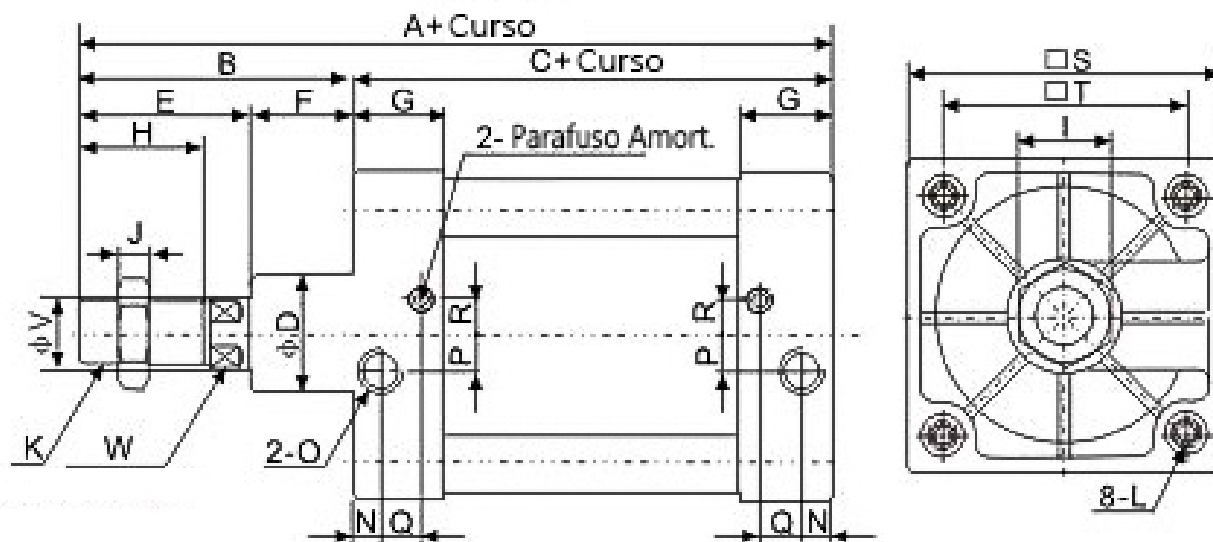 A+ Curso
B
C+ Curso
E
F
G
G
H
2- Parafuso Amort.
J
ΦV
ΦD
R
P
R
P
K
W
2-O
N
Q
Q
N
□S
□T
I
8-L